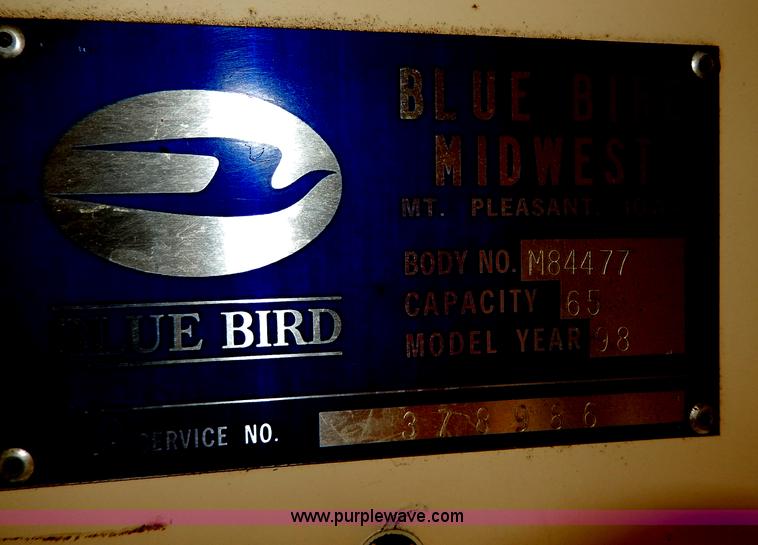 BLUE BIRD
MIDWEST
MT. PLEASANT,
BODY NO. M84477
CAPACITY 65
MODEL YEAR 98
BLUE BIRD
SERVICE NO. 378986
www.purplewave.com